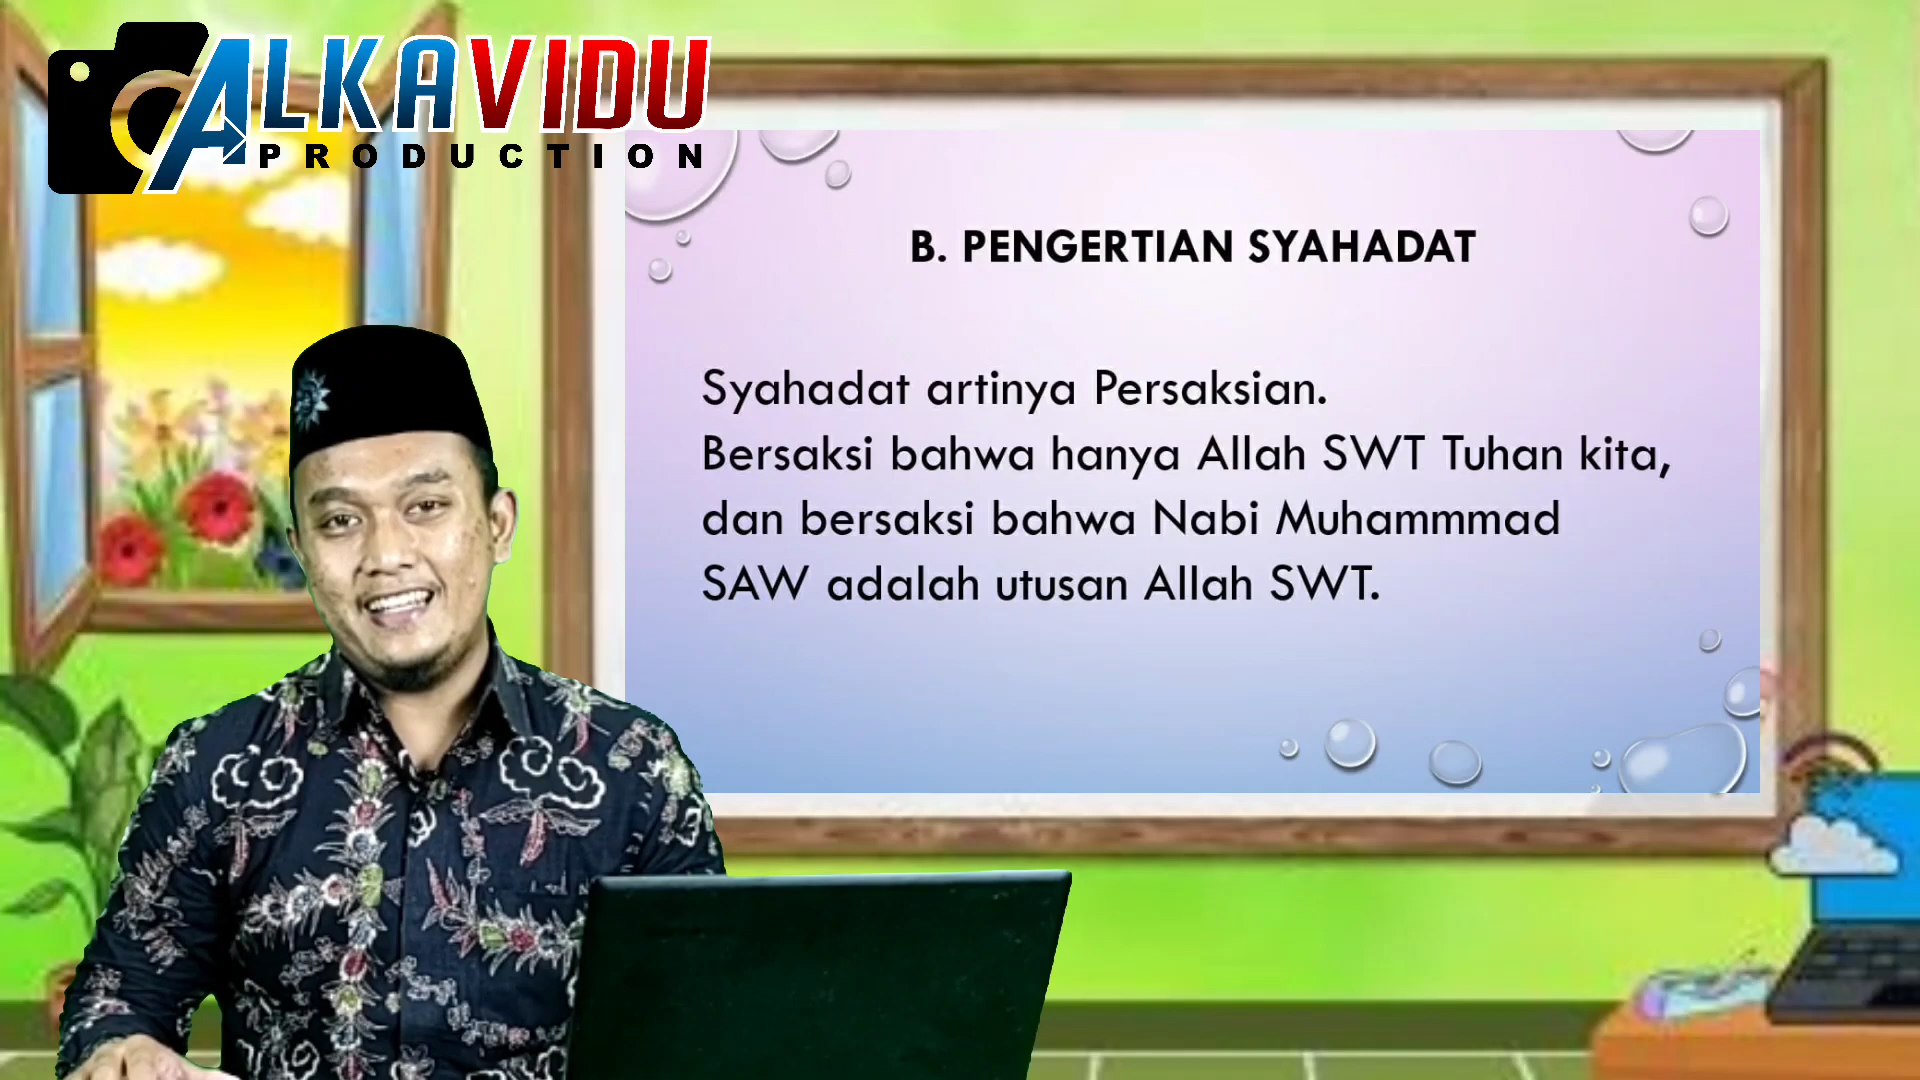 ALKAVIDU
PRODUCTION
B. PENGERTIAN SYAHADAT
Syahadat artinya Persaksian.
Bersaksi bahwa hanya Allah SWT Tuhan kita,
dan bersaksi bahwa Nabi Muhammmad
SAW adalah utusan Allah SWT.